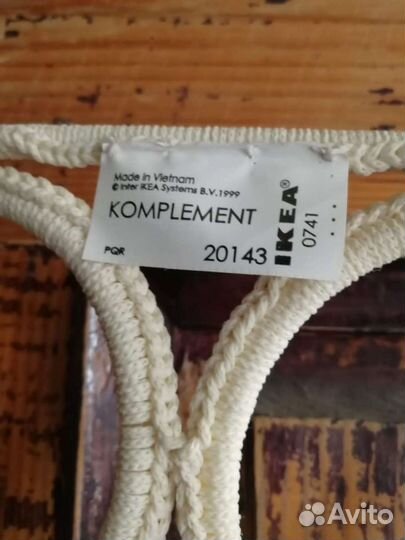 Made in Vietnam
© Inter IKEA Systems B.V. 1999
KOMPLEMENT
PQR
20143
IKEA®
0741
Avito